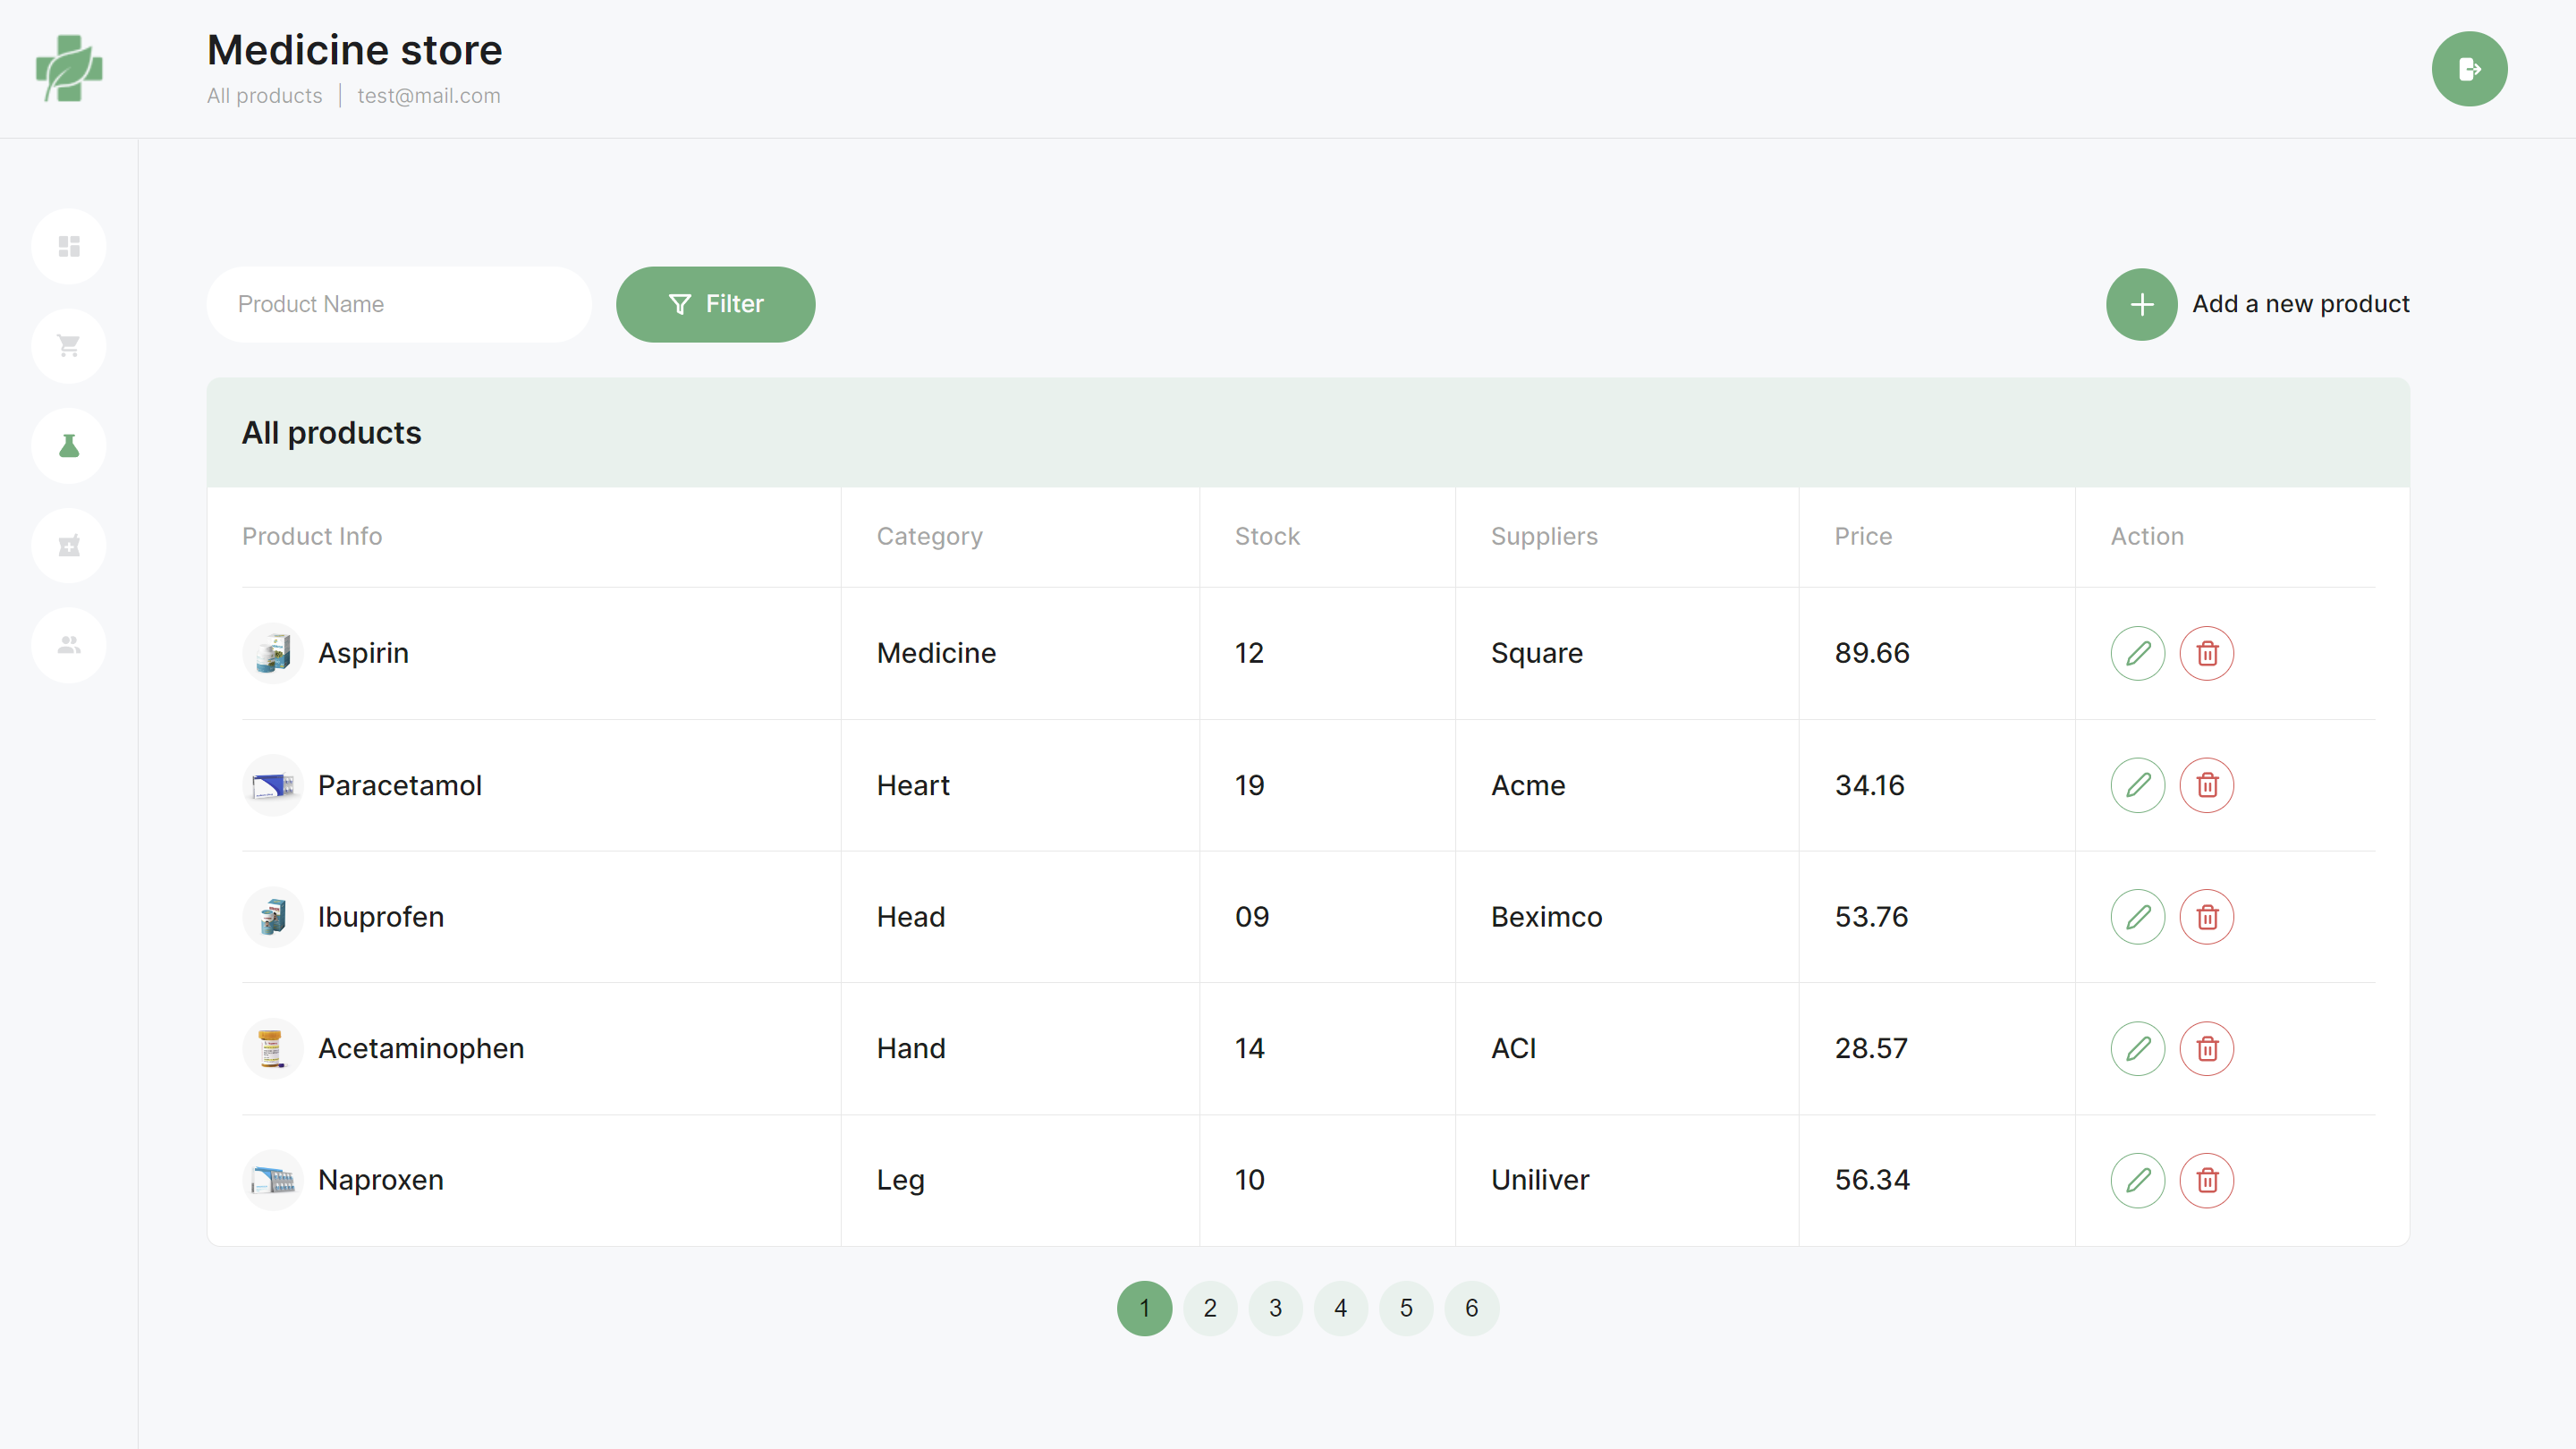 Medicine store
All products | test@mail.com
Product Name
Filter
Add a new product
All products
Product Info Category Stock Suppliers Price Action
Aspirin Medicine 12 Square 89.66
Paracetamol Heart 19 Acme 34.16
Ibuprofen Head 09 Beximco 53.76
Acetaminophen Hand 14 ACI 28.57
Naproxen Leg 10 Uniliver 56.34
1 2 3 4 5 6